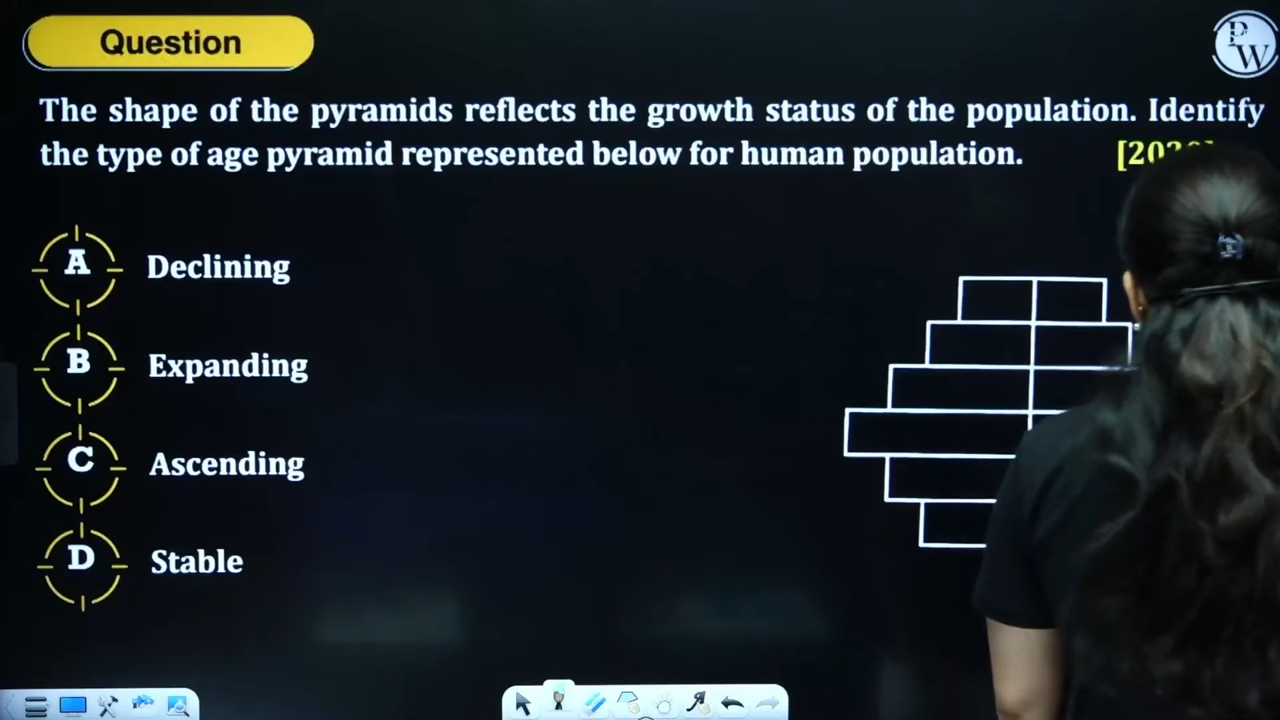 Question
PW
The shape of the pyramids reflects the growth status of the population. Identify
the type of age pyramid represented below for human population.
A Declining
B Expanding
C Ascending
D Stable